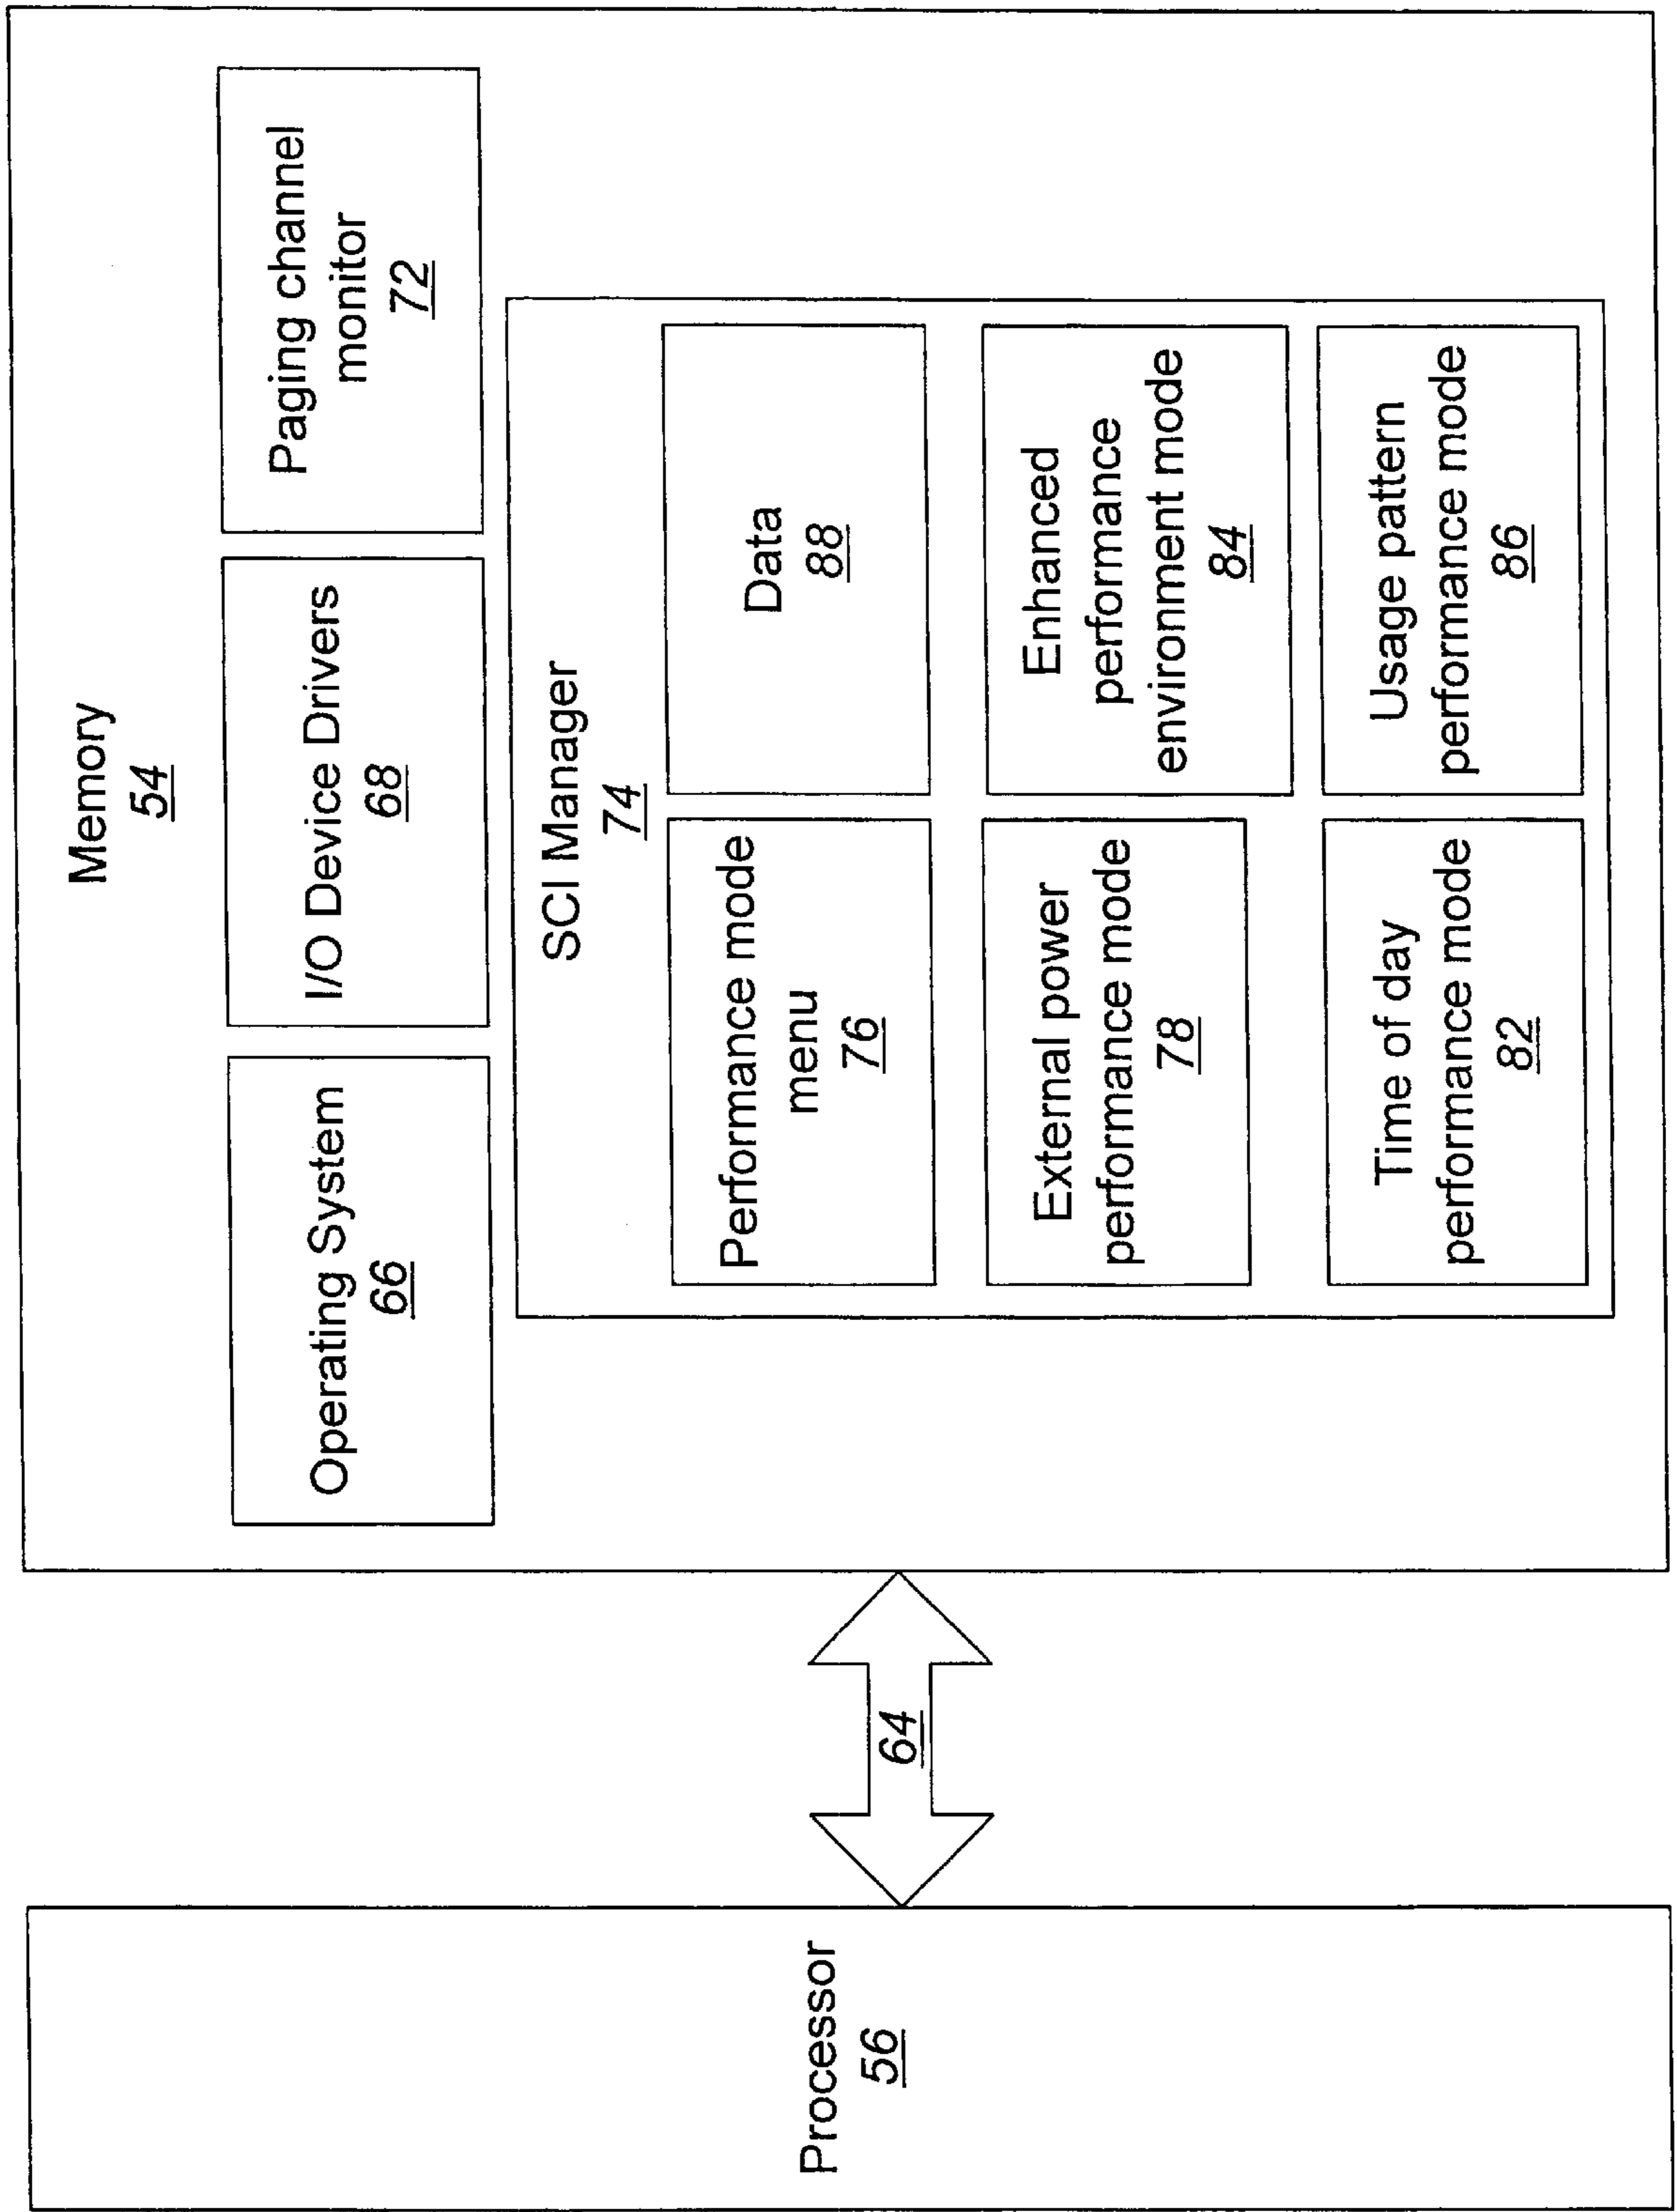 Processor
56
64
Memory
54
Operating System
66
I/O Device Drivers
68
Paging channel
monitor
72
SCI Manager
74
Performance mode
menu
76
Data
88
External power
performance mode
78
Enhanced
performance
environment mode
84
Time of day
performance mode
82
Usage pattern
performance mode
86